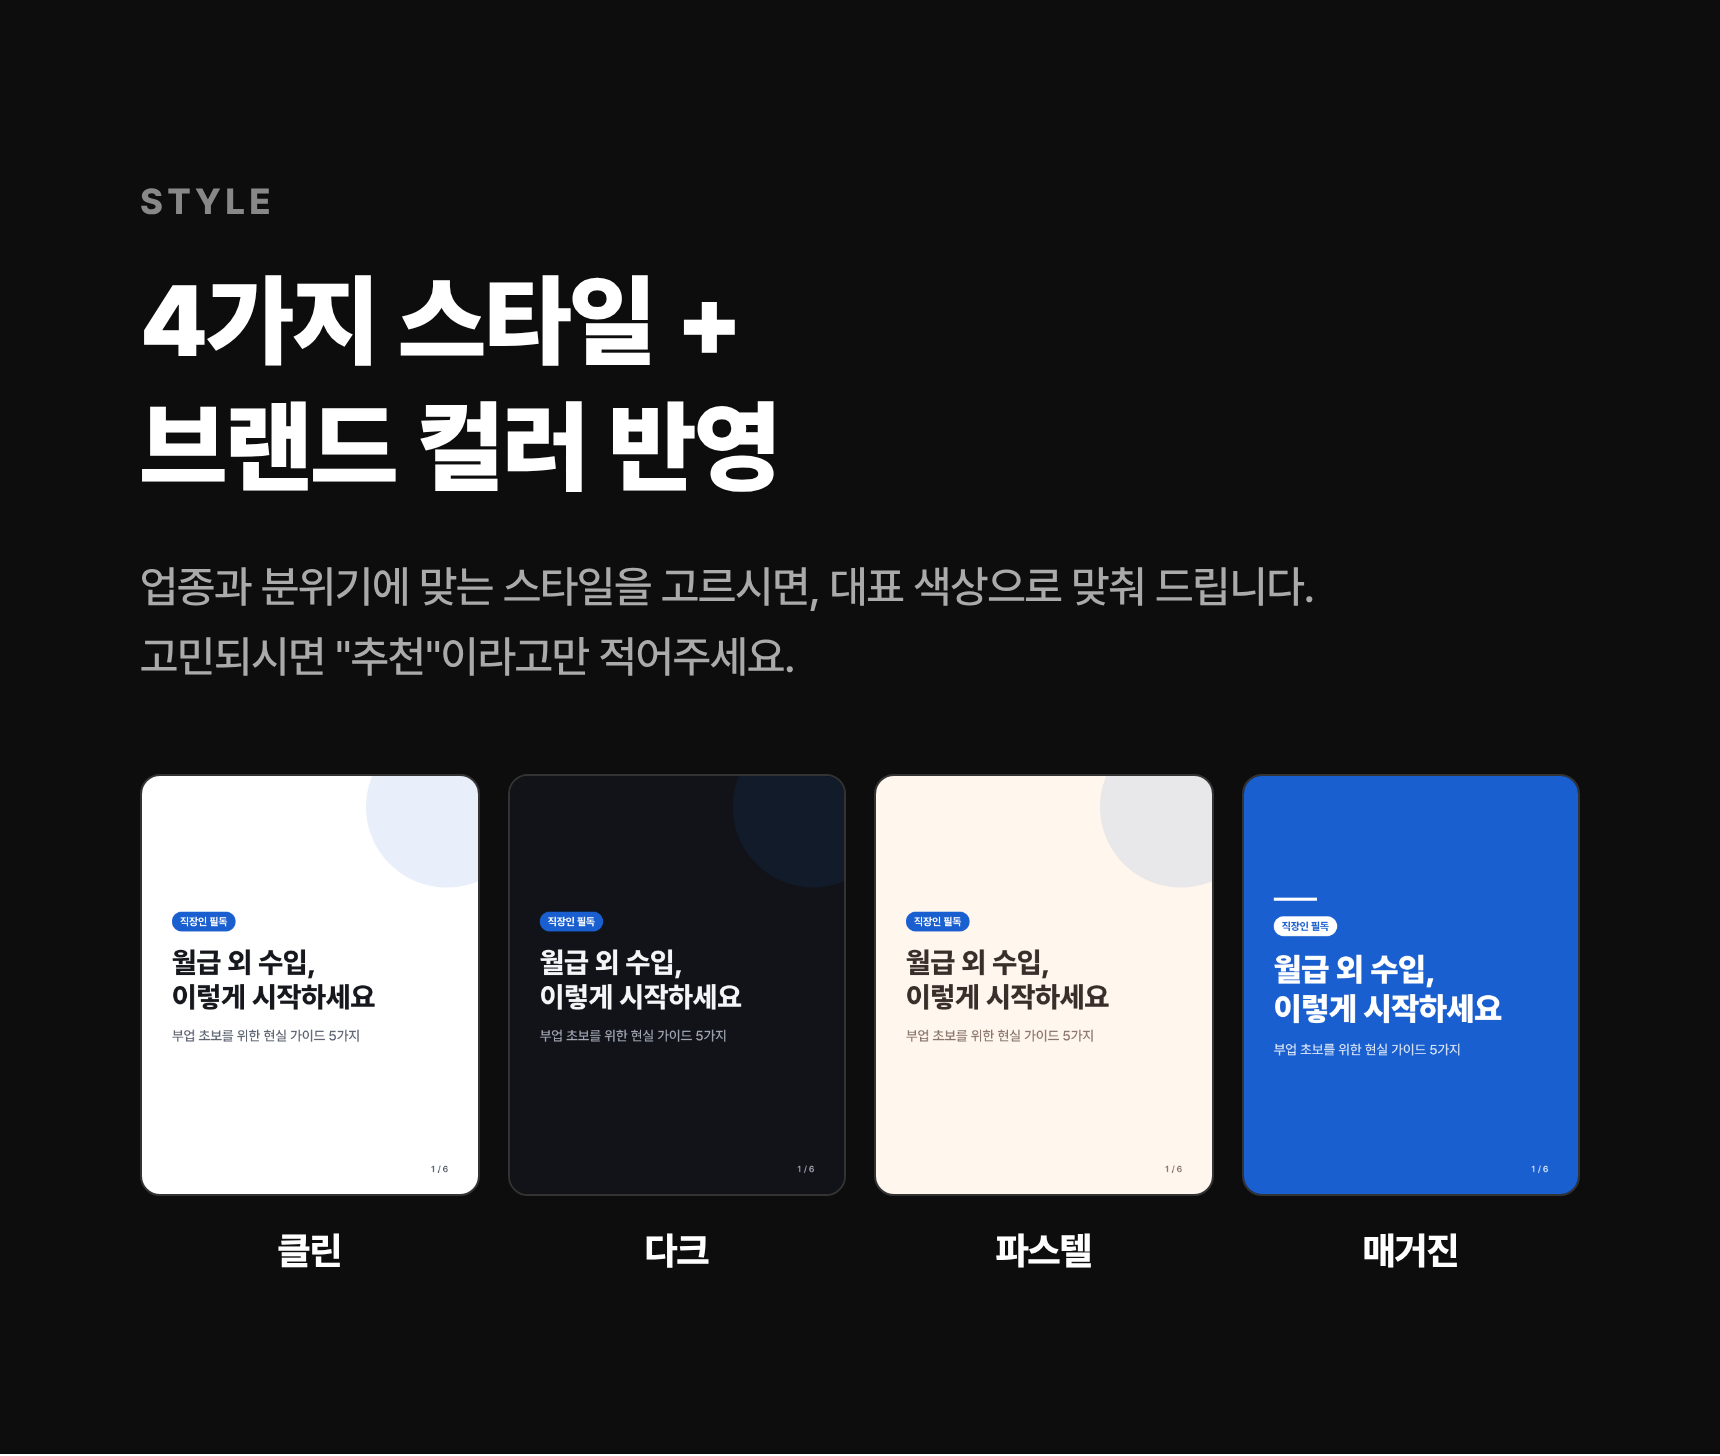 STYLE
4가지 스타일 +
브랜드 컬러 반영
업종과 분위기에 맞는 스타일을 고르시면, 대표 색상으로 맞춰 드립니다.
고민되시면 "추천"이라고만 적어주세요.
직장인 필독
월급 외 수입,
이렇게 시작하세요
부업 초보를 위한 현실 가이드 5가지
1 / 6
클린
직장인 필독
월급 외 수입,
이렇게 시작하세요
부업 초보를 위한 현실 가이드 5가지
1 / 6
다크
직장인 필독
월급 외 수입,
이렇게 시작하세요
부업 초보를 위한 현실 가이드 5가지
1 / 6
파스텔
직장인 필독
월급 외 수입,
이렇게 시작하세요
부업 초보를 위한 현실 가이드 5가지
1 / 6
매거진